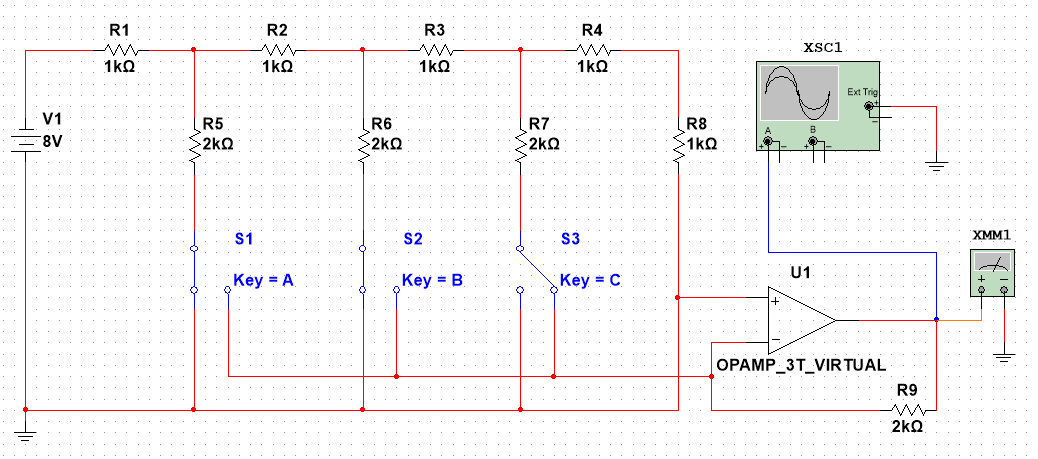 R1
R2
R3
R4
1kΩ
1kΩ
1kΩ
1kΩ
XSC1
Ext Trig
+
−
A
B
+
−
+
−
V1
8V
R5
2kΩ
R6
2kΩ
R7
2kΩ
R8
1kΩ
S1
Key = A
S2
Key = B
S3
Key = C
XMM1
+
−
U1
+
−
OPAMP_3T_VIRTUAL
R9
2kΩ